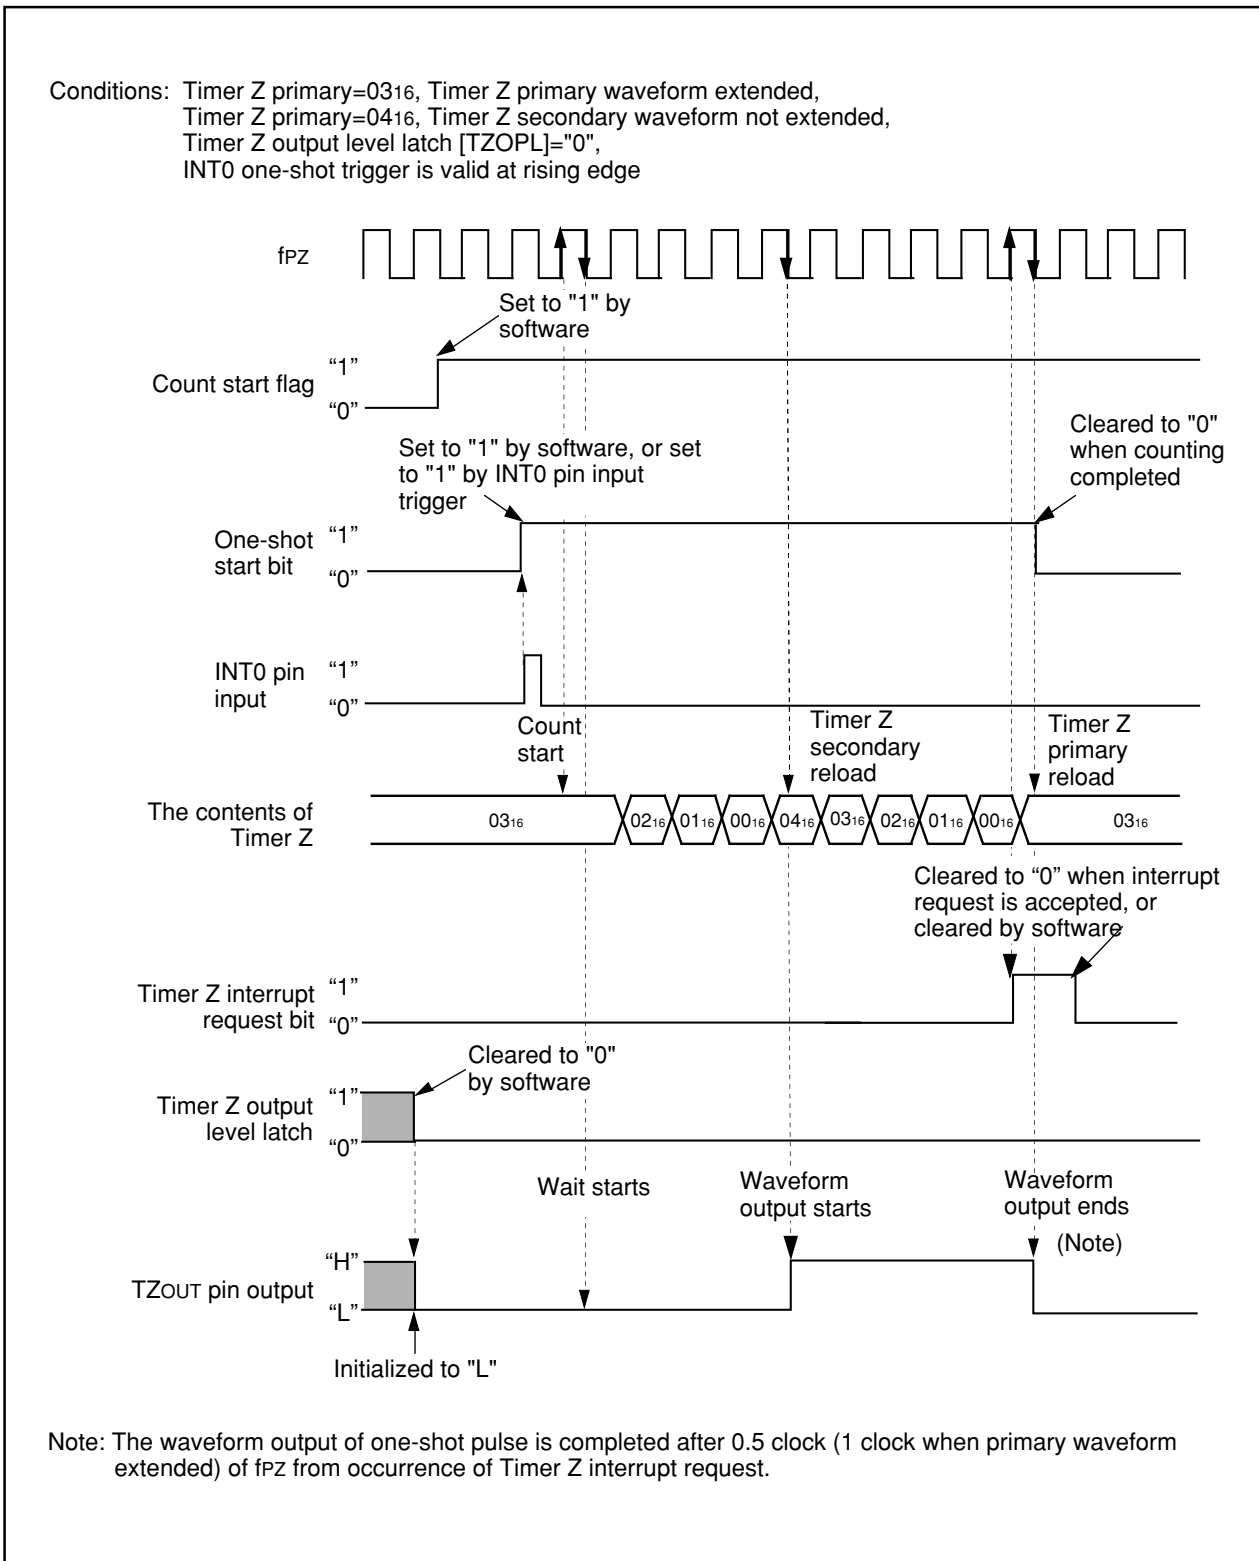 Conditions: Timer Z primary=0316, Timer Z primary waveform extended,
Timer Z primary=0416, Timer Z secondary waveform not extended,
Timer Z output level latch [TZOPL]="0",
INT0 one-shot trigger is valid at rising edge
fPZ
Set to "1" by
software
Count start flag
“1”
“0”
Set to "1" by software, or set
to "1" by INT0 pin input
trigger
Cleared to "0"
when counting
completed
One-shot
start bit
“1”
“0”
INT0 pin
input
“1”
“0”
Count
start
Timer Z
secondary
reload
Timer Z
primary
reload
The contents of
Timer Z
0316 0216 0116 0016 0416 0316 0216 0116 0016 0316
Cleared to “0” when interrupt
request is accepted, or
cleared by software
Timer Z interrupt
request bit
“1”
“0”
Cleared to "0"
by software
Timer Z output
level latch
“1”
“0”
Wait starts
Waveform
output starts
Waveform
output ends
(Note)
TZOUT pin output
“H”
“L”
Initialized to "L"
Note: The waveform output of one-shot pulse is completed after 0.5 clock (1 clock when primary waveform
extended) of fPZ from occurrence of Timer Z interrupt request.